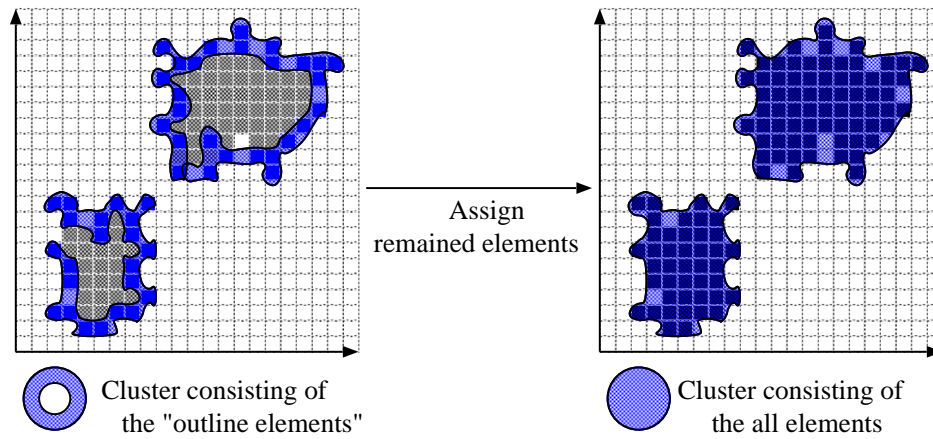 Assign
remained elements
Cluster consisting of
the "outline elements"
Cluster consisting of
the all elements